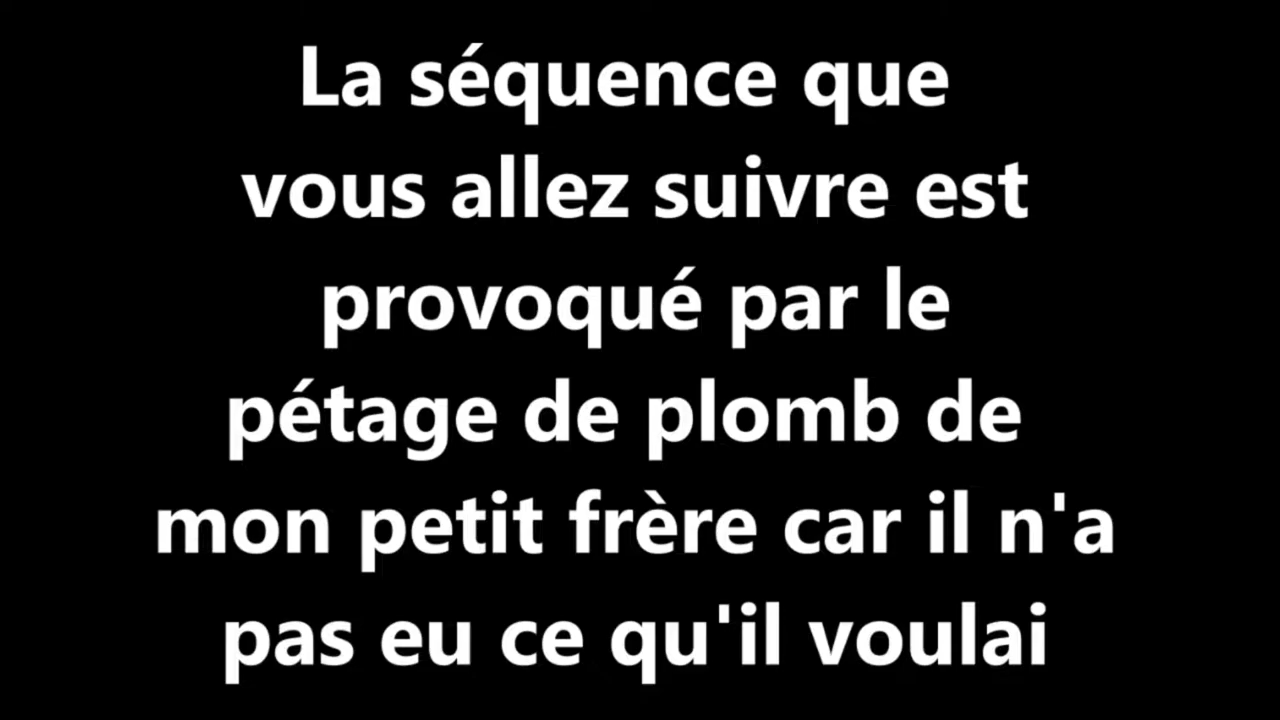 La séquence que
vous allez suivre est
provoqué par le
pétage de plomb de
mon petit frère car il n'a
pas eu ce qu'il voulai